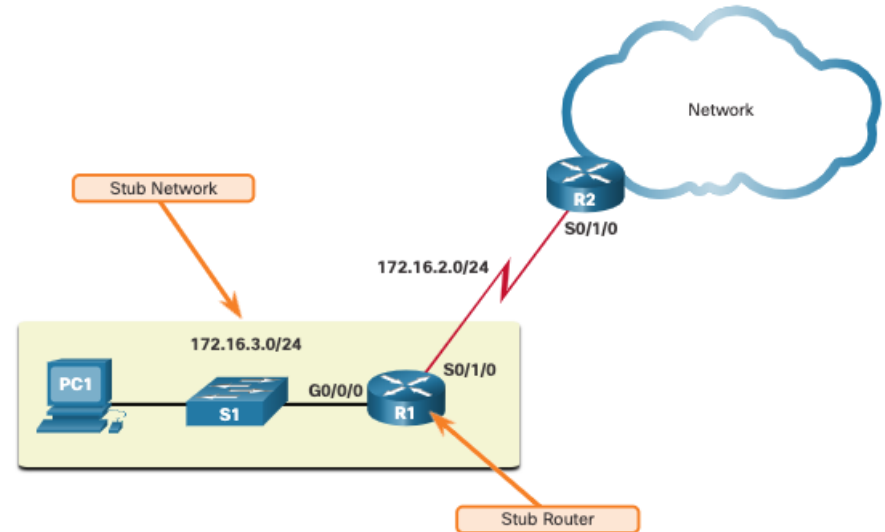 Network
Stub Network
R2
S0/1/0
172.16.2.0/24
172.16.3.0/24
S0/1/0
PC1
G0/0/0
S1
R1
Stub Router